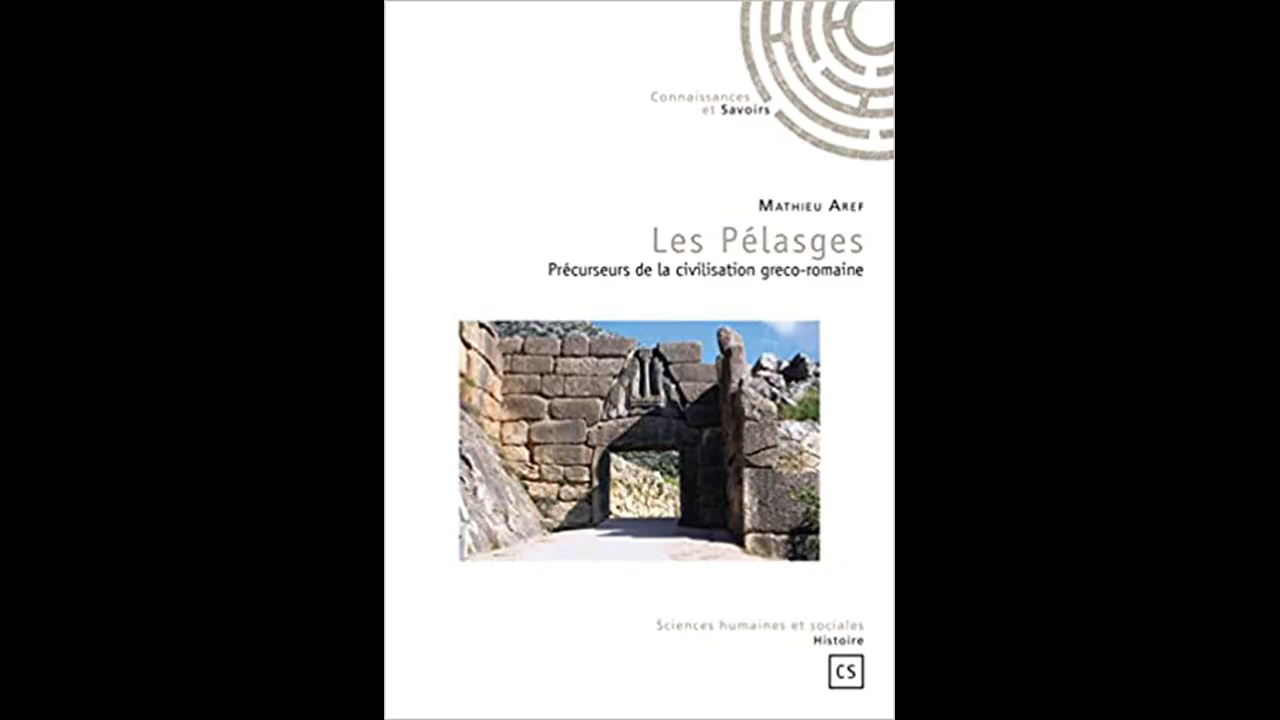 Connaissances
et Savoirs
MATHIEU AREF
Les Pélasges
Précurseurs de la civilisation greco-romaine
Sciences humaines et sociales
Histoire
CS